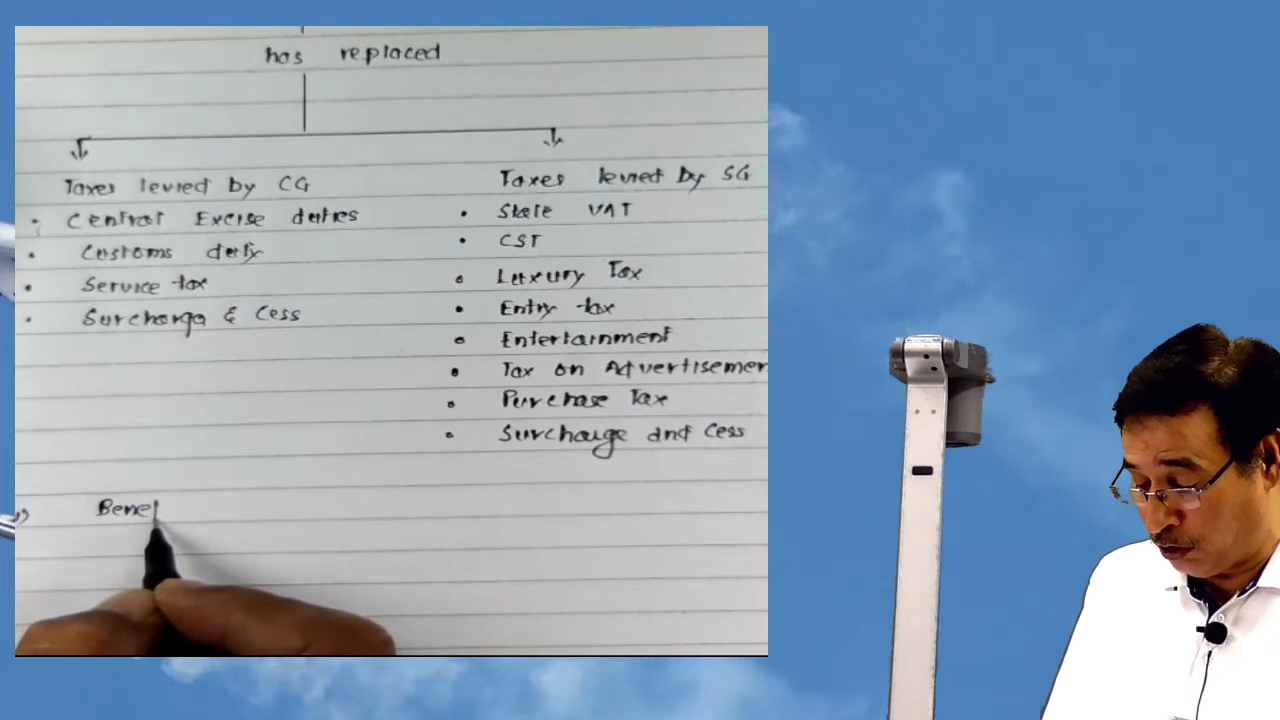 has replaced
Taxes levied by CG
• Central Excise duties
• Customs duty
• Service tax
• Surcharge & Cess
Taxes levied by SG
• State VAT
• CST
• Luxury Tax
• Entry tax
• Entertainment
• Tax on Advertisemen
• Purchase Tax
• Surcharge and Cess
Benef